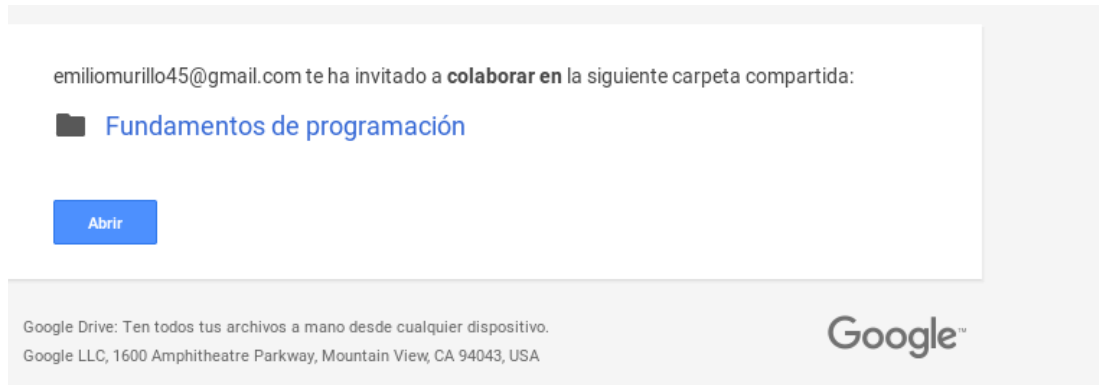 emiliomurillo45@gmail.com te ha invitado a colaborar en la siguiente carpeta compartida:
Fundamentos de programación
Abrir
Google Drive: Ten todos tus archivos a mano desde cualquier dispositivo.
Google LLC, 1600 Amphitheatre Parkway, Mountain View, CA 94043, USA
Google™